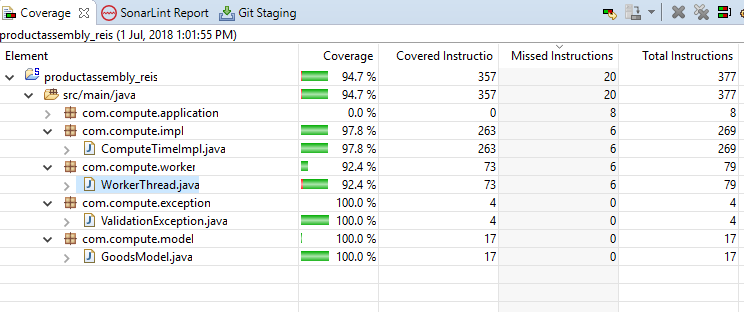 Coverage SonarLint Report Git Staging
productassembly_reis (1 Jul, 2018 1:01:55 PM)
Element Coverage Covered Instructio Missed Instructions Total Instructions
productassembly_reis 94.7 % 357 20 377
src/main/java 94.7 % 357 20 377
com.compute.application 0.0 % 0 8 8
com.compute.impl 97.8 % 263 6 269
ComputeTimeImpl.java 97.8 % 263 6 269
com.compute.worker 92.4 % 73 6 79
WorkerThread.java 92.4 % 73 6 79
com.compute.exception 100.0 % 4 0 4
ValidationException.java 100.0 % 4 0 4
com.compute.model 100.0 % 17 0 17
GoodsModel.java 100.0 % 17 0 17